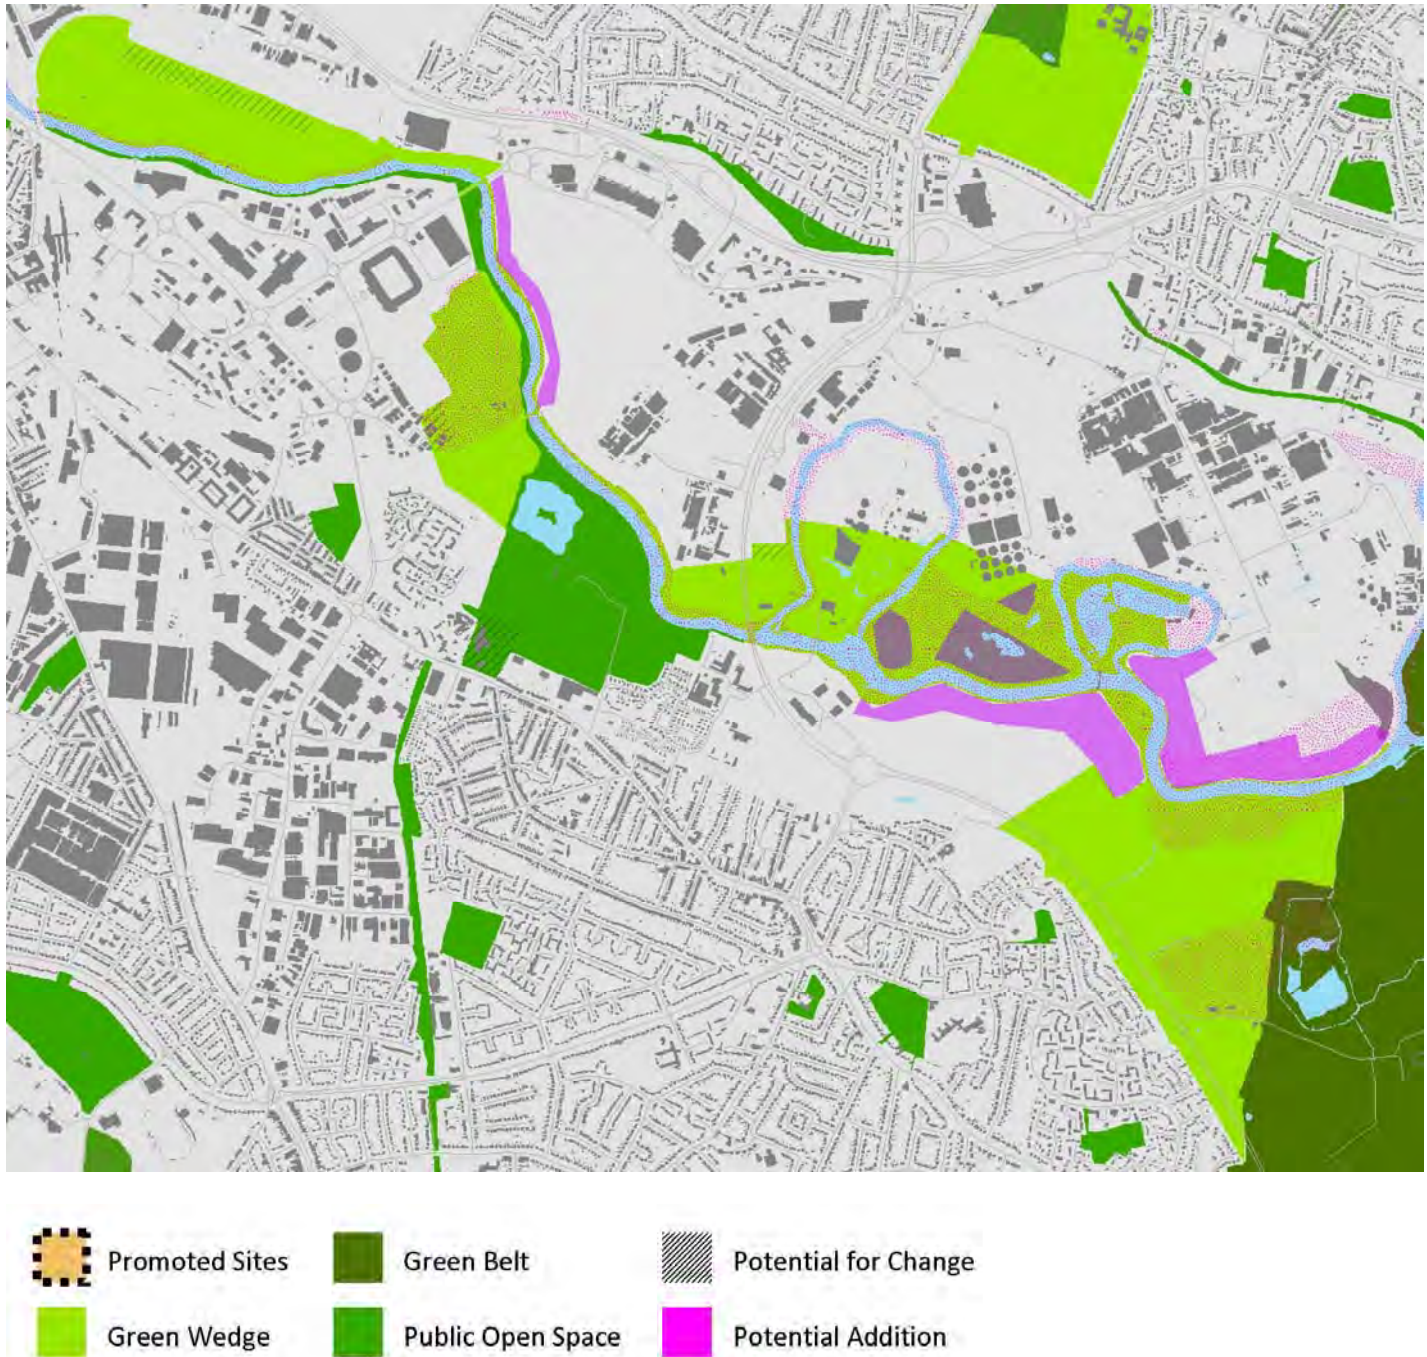 Promoted Sites
Green Belt
Potential for Change
Green Wedge
Public Open Space
Potential Addition